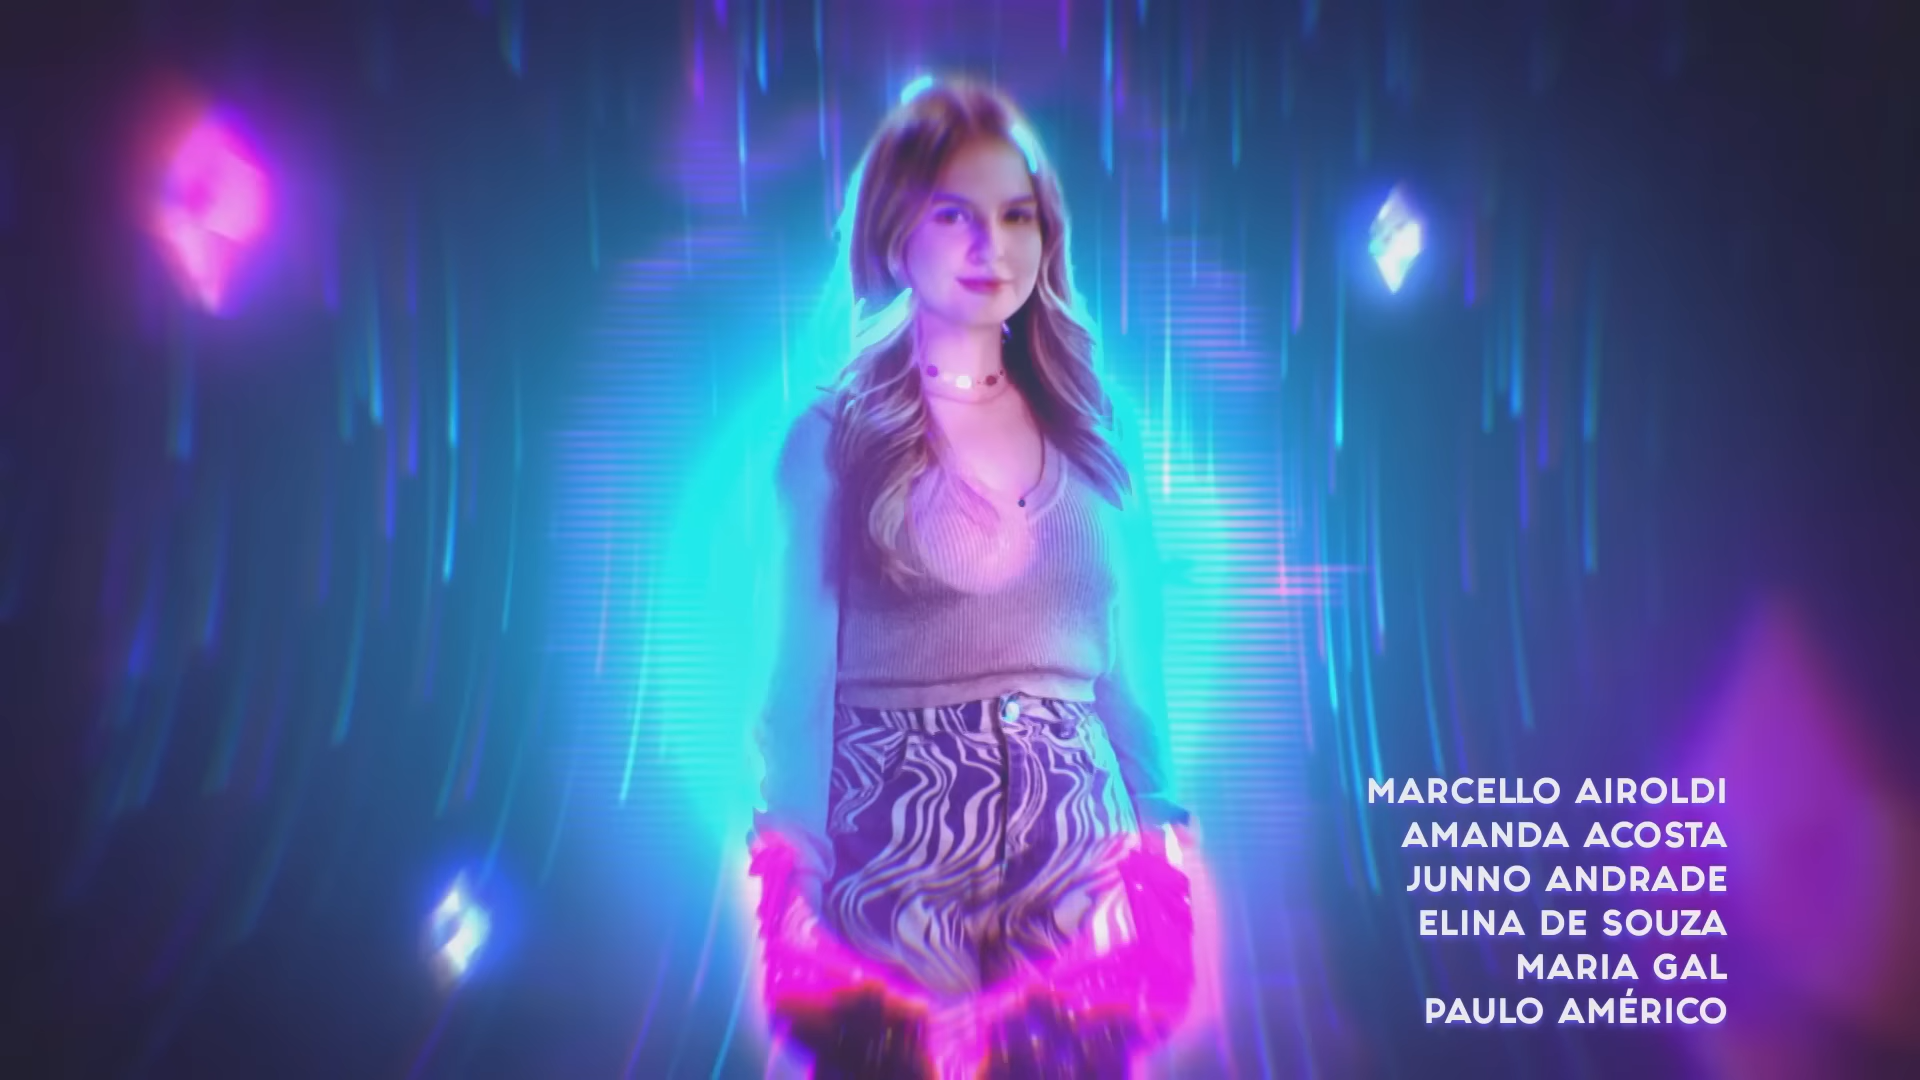 MARCELLO AIROLDI
AMANDA ACOSTA
JUNNO ANDRADE
ELINA DE SOUZA
MARIA GAL
PAULO AMÉRICO